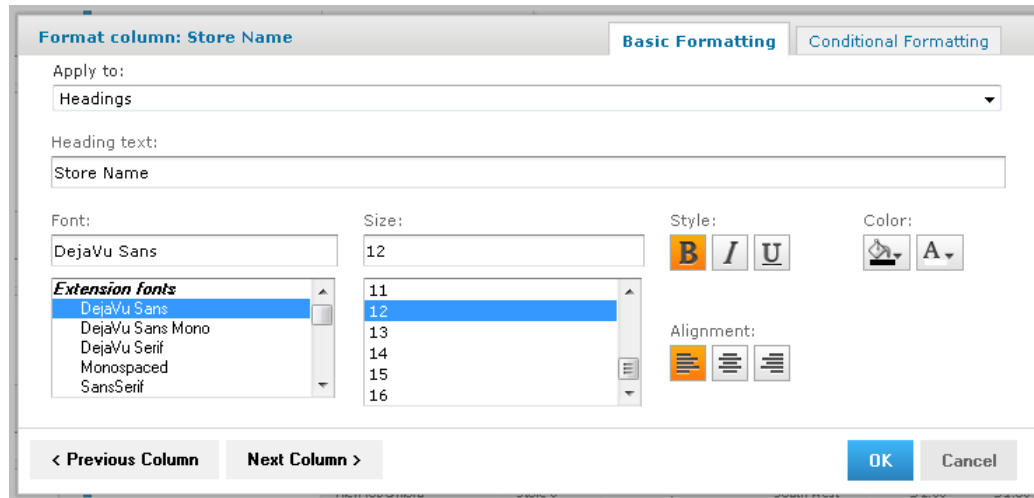 Format column: Store Name
Basic Formatting
Conditional Formatting
Apply to:
Headings
Heading text:
Store Name
Font:
Size:
Style:
Color:
DejaVu Sans
12
B I U
A
Extension fonts
DejaVu Sans
DejaVu Sans Mono
DejaVu Serif
Monospaced
SansSerif
11
12
13
14
15
16
Alignment:
< Previous Column
Next Column >
OK
Cancel